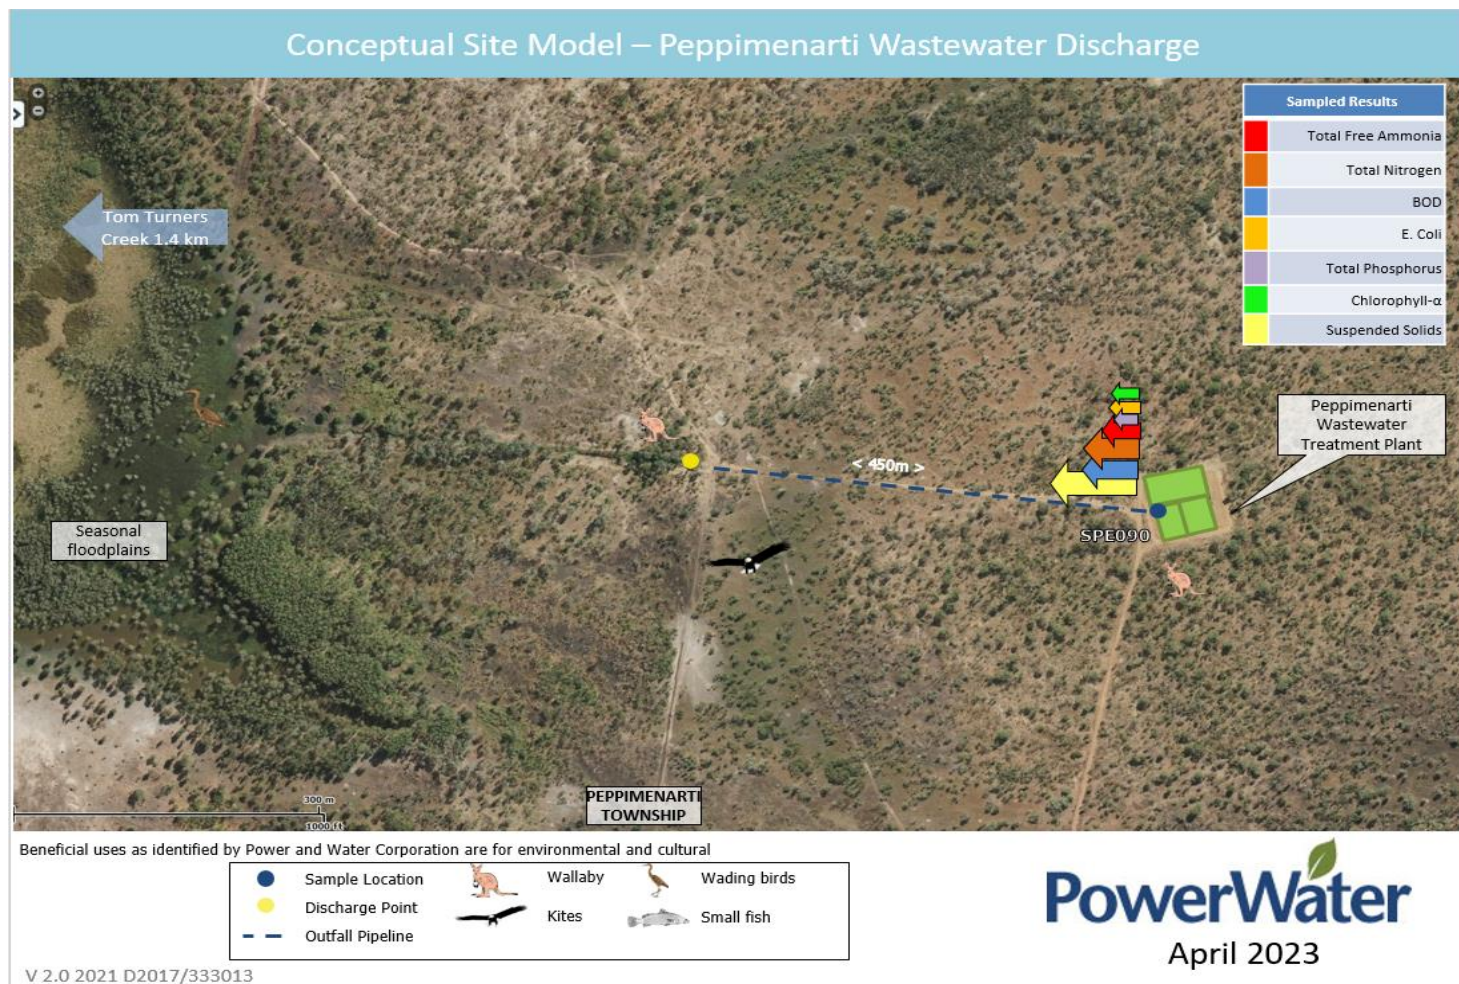 Conceptual Site Model – Peppimenarti Wastewater Discharge
Sampled Results
Total Free Ammonia
Total Nitrogen
BOD
E. Coli
Total Phosphorus
Chlorophyll-α
Suspended Solids
Tom Turners
Creek 1.4 km
Peppimenarti
Wastewater
Treatment Plant
< 450m >
SPE090
Seasonal
floodplains
PEPPIMENARTI
TOWNSHIP
300 m
1000 ft
Beneficial uses as identified by Power and Water Corporation are for environmental and cultural
Sample Location
Wallaby
Wading birds
Discharge Point
Kites
Small fish
Outfall Pipeline
PowerWater
April 2023
V 2.0 2021 D2017/333013